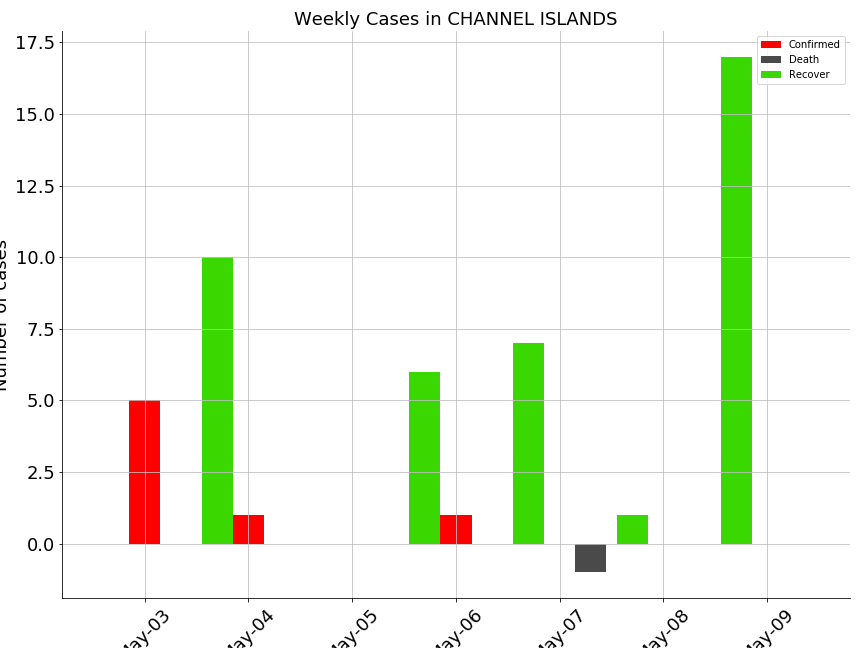 Weekly Cases in CHANNEL ISLANDS
Confirmed
Death
Recover
17.5
15.0
12.5
10.0
7.5
5.0
2.5
0.0
Number of cases
May-03
May-04
May-05
May-06
May-07
May-08
May-09